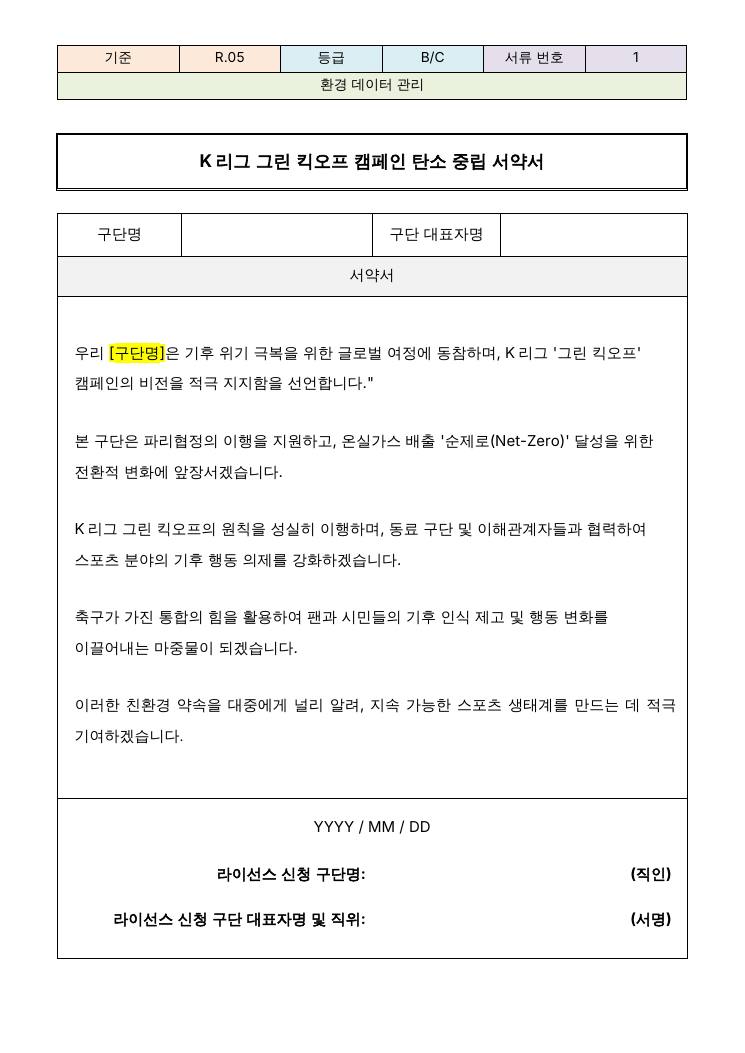 기준 R.05 등급 B/C 서류 번호 1
환경 데이터 관리
K리그 그린 킥오프 캠페인 탄소 중립 서약서
구단명 구단 대표자명
서약서
우리 [구단명]은 기후 위기 극복을 위한 글로벌 여정에 동참하며, K리그 '그린 킥오프'
캠페인의 비전을 적극 지지함을 선언합니다."
본 구단은 파리협정의 이행을 지원하고, 온실가스 배출 '순제로(Net-Zero)' 달성을 위한
전환적 변화에 앞장서겠습니다.
K리그 그린 킥오프의 원칙을 성실히 이행하며, 동료 구단 및 이해관계자들과 협력하여
스포츠 분야의 기후 행동 의제를 강화하겠습니다.
축구가 가진 통합의 힘을 활용하여 팬과 시민들의 기후 인식 제고 및 행동 변화를
이끌어내는 마중물이 되겠습니다.
이러한 친환경 약속을 대중에게 널리 알려, 지속 가능한 스포츠 생태계를 만드는 데 적극
기여하겠습니다.
YYYY / MM / DD
라이선스 신청 구단명: (직인)
라이선스 신청 구단 대표자명 및 직위: (서명)